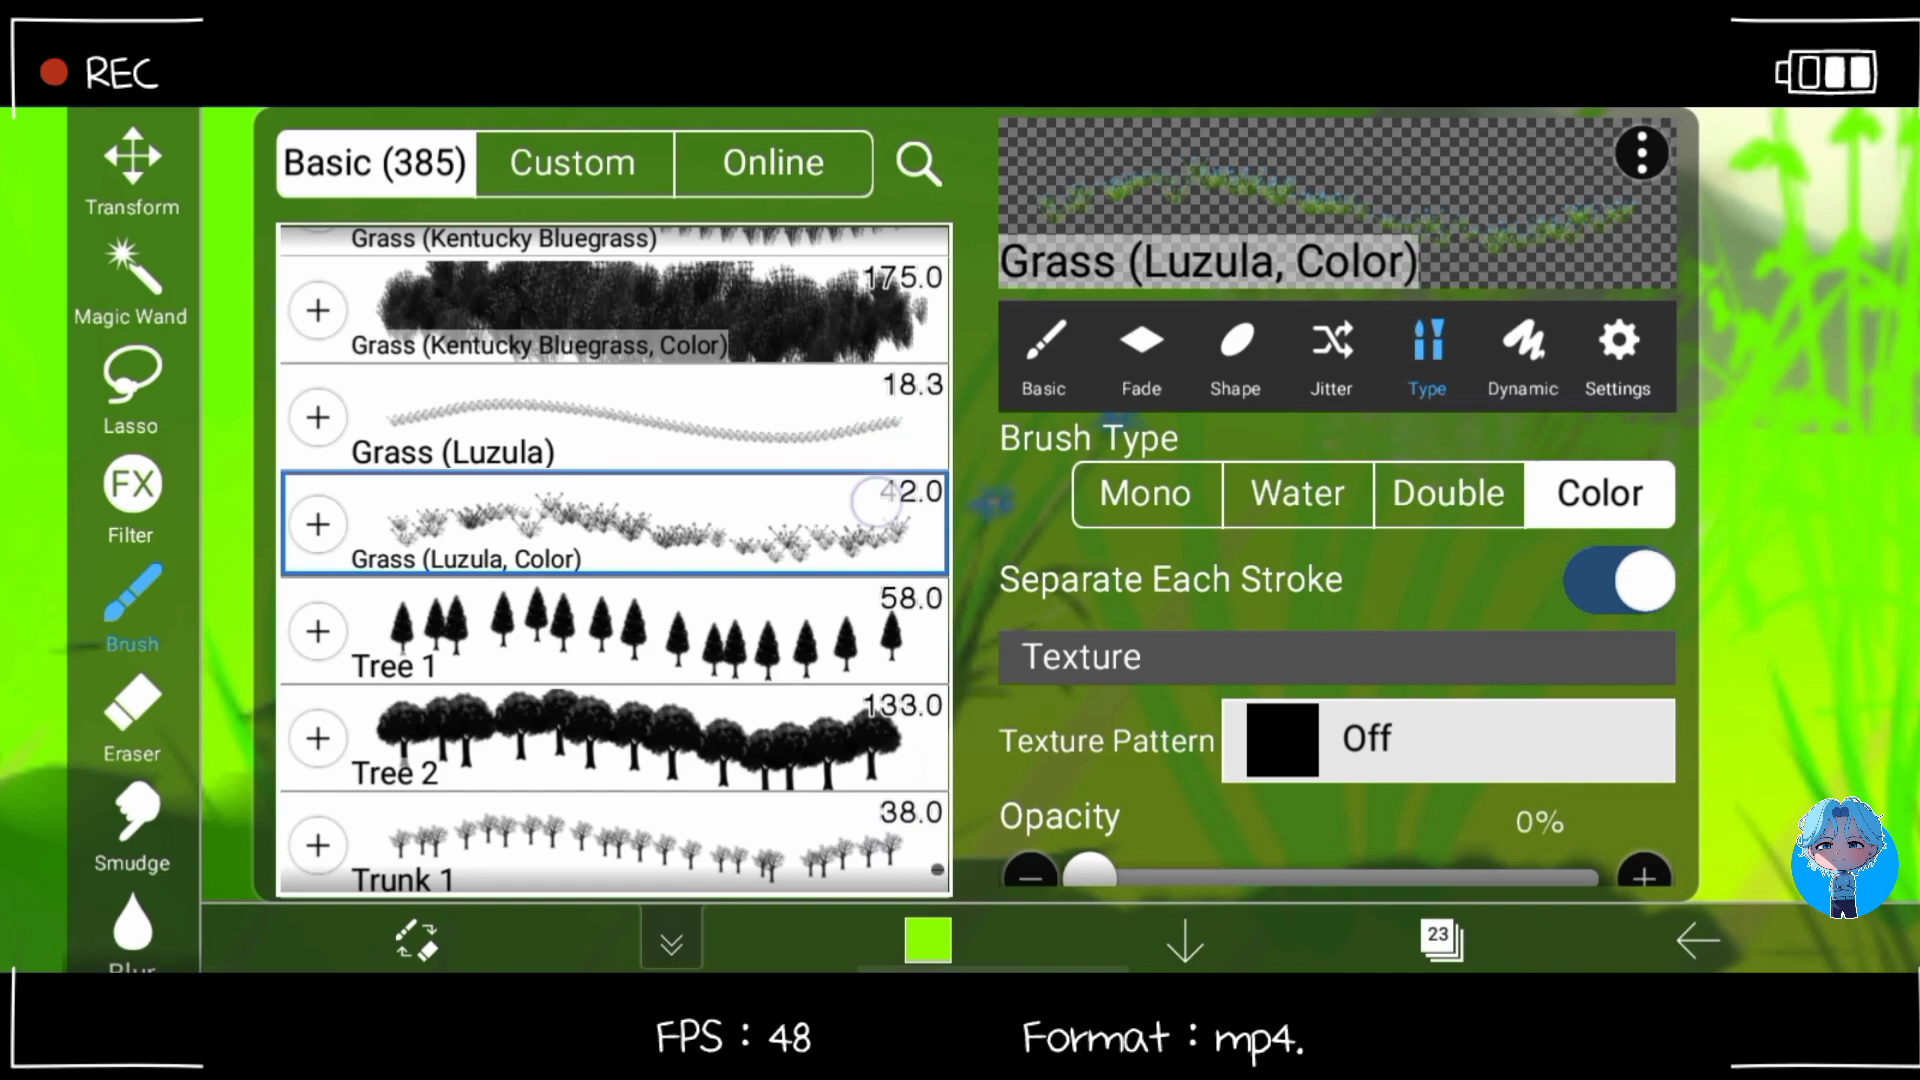 REC
Transform
Magic Wand
Lasso
FX
Filter
Brush
Eraser
Smudge
Blur
Basic (385)
Custom
Online
Grass (Kentucky Bluegrass)
175.0
Grass (Kentucky Bluegrass, Color)
18.3
Grass (Luzula)
42.0
Grass (Luzula, Color)
58.0
Tree 1
133.0
Tree 2
38.0
Trunk 1
Grass (Luzula, Color)
Basic
Fade
Shape
Jitter
Type
Dynamic
Settings
Brush Type
Mono
Water
Double
Color
Separate Each Stroke
Texture
Texture Pattern
Off
Opacity
0%
23
FPS : 48
Format : mp4.